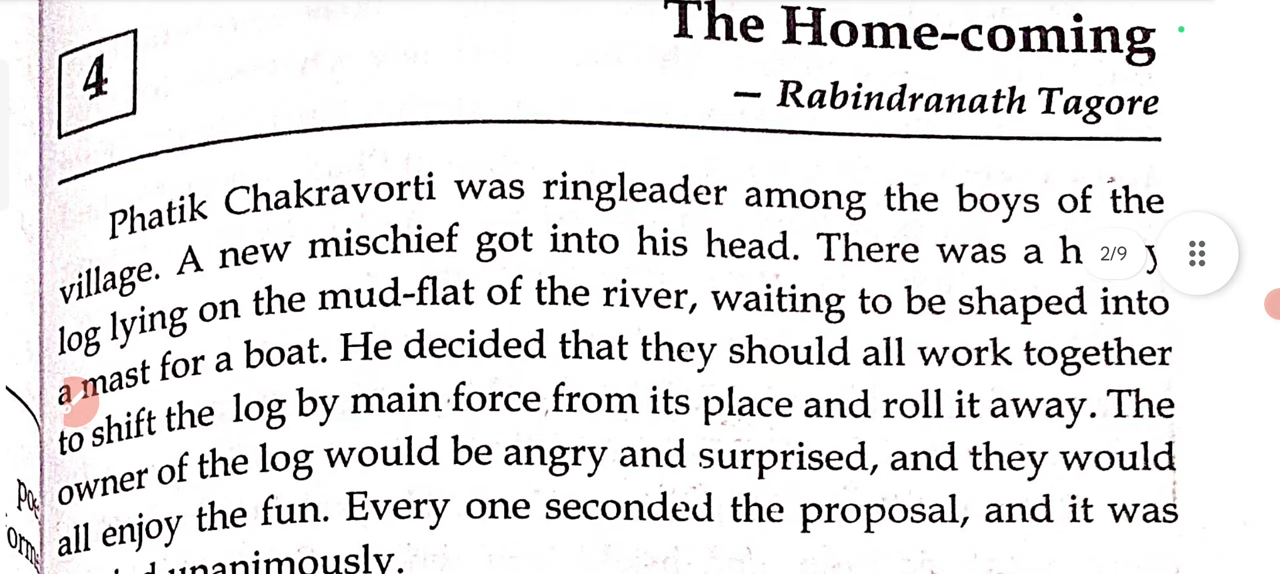 The Home-coming
4
— Rabindranath Tagore
Phatik Chakravorti was ringleader among the boys of the
village. A new mischief got into his head. There was a
2/9
log lying on the mud-flat of the river, waiting to be shaped into
a mast for a boat. He decided that they should all work together
to shift the log by main force from its place and roll it away. The
owner of the log would be angry and surprised, and they would
all enjoy the fun. Every one seconded the proposal, and it was
unanimously.